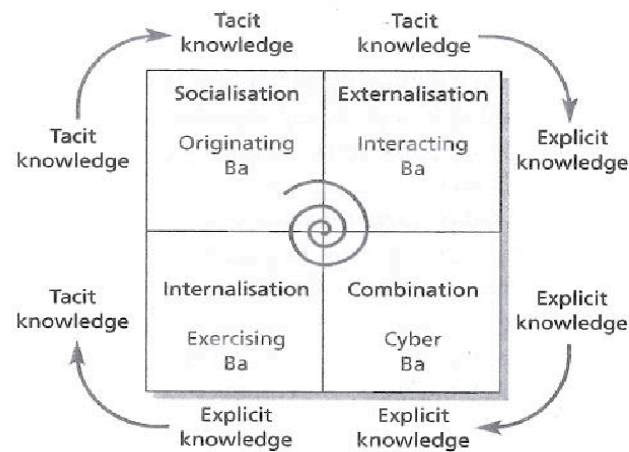 Tacit
knowledge
Tacit
knowledge
Socialisation
Externalisation
Tacit
knowledge
Originating
Ba
Interacting
Ba
Explicit
knowledge
Tacit
knowledge
Internalisation
Combination
Explicit
knowledge
Exercising
Ba
Cyber
Ba
Explicit
knowledge
Explicit
knowledge